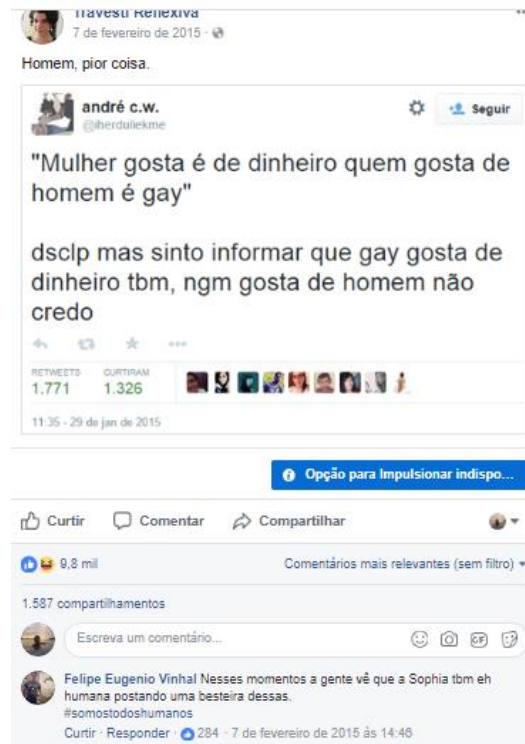 Travesti Reflexiva
7 de fevereiro de 2015 ·
Homem, pior coisa.
andré c.w.
@iherduliekme
Seguir
"Mulher gosta é de dinheiro quem gosta de
homem é gay"
dsclp mas sinto informar que gay gosta de
dinheiro tbm, ngm gosta de homem não
credo
RETWEETS CURTIRAM
1.771 1.326
11:35 - 29 de jan de 2015
Opção para Impulsionar indispo...
Curtir Comentar Compartilhar
9,8 mil Comentários mais relevantes (sem filtro)
1.587 compartilhamentos
Escreva um comentário... GIF
Felipe Eugenio Vinhal Nesses momentos a gente vê que a Sophia tbm eh
humana postando uma besteira dessas.
#somostodoshumanos
Curtir · Responder · 284 · 7 de fevereiro de 2015 às 14:46